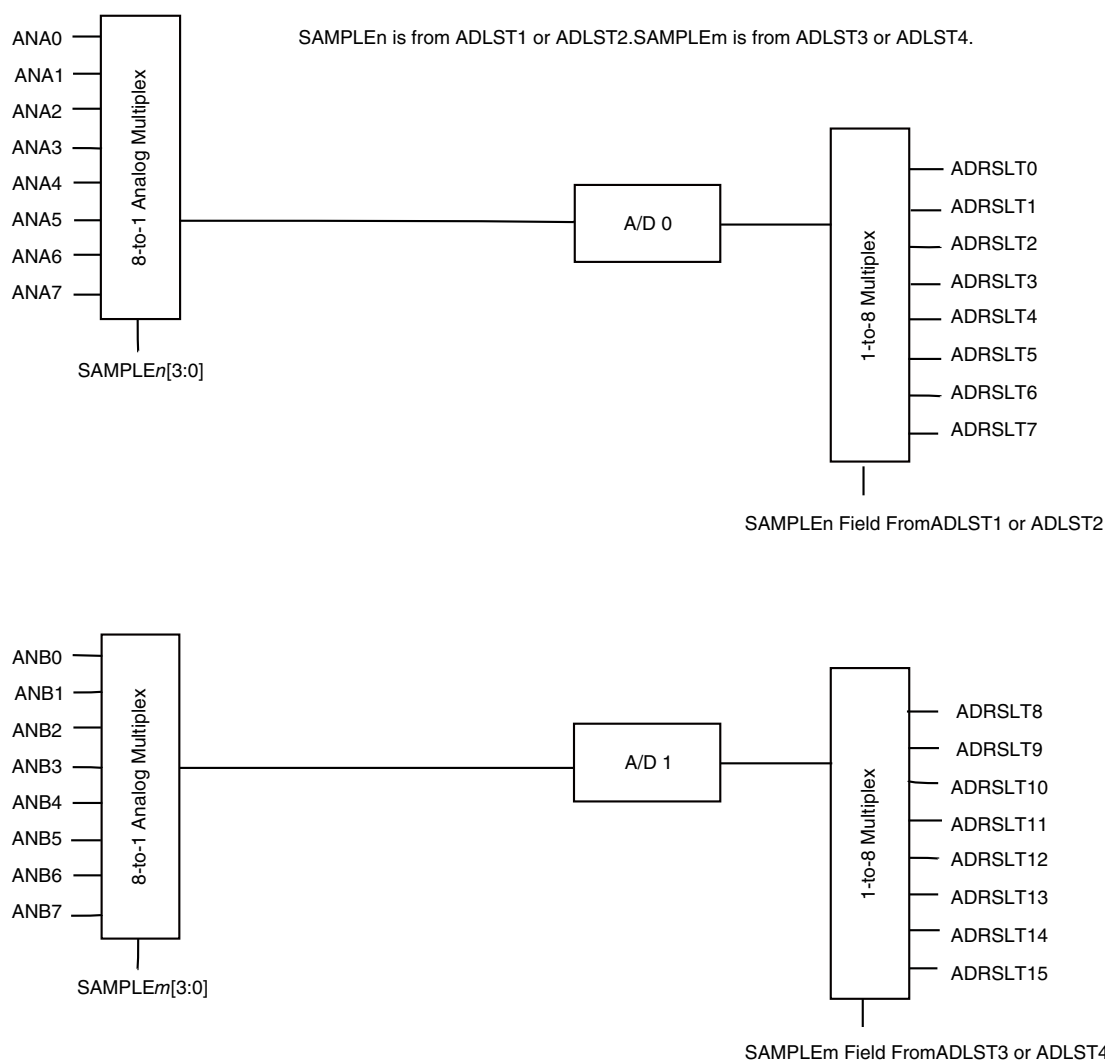 SAMPLEn is from ADLST1 or ADLST2.SAMPLEm is from ADLST3 or ADLST4.
ANA0
ANA1
ANA2
ANA3
ANA4
ANA5
ANA6
ANA7
8-to-1 Analog Multiplex
SAMPLEn[3:0]
A/D 0
1-to-8 Multiplex
ADRSLT0
ADRSLT1
ADRSLT2
ADRSLT3
ADRSLT4
ADRSLT5
ADRSLT6
ADRSLT7
SAMPLEn Field FromADLST1 or ADLST2
ANB0
ANB1
ANB2
ANB3
ANB4
ANB5
ANB6
ANB7
8-to-1 Analog Multiplex
SAMPLEm[3:0]
A/D 1
1-to-8 Multiplex
ADRSLT8
ADRSLT9
ADRSLT10
ADRSLT11
ADRSLT12
ADRSLT13
ADRSLT14
ADRSLT15
SAMPLEm Field FromADLST3 or ADLST4